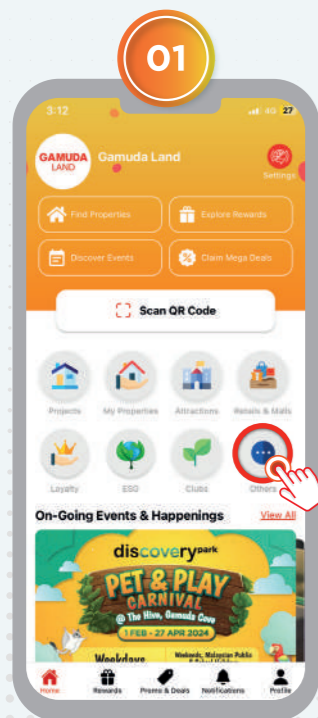 01
3:12
4G 27
GAMUDA
LAND
Gamuda Land
Settings
Find Properties
Explore Rewards
Discover Events
Claim Mega Deals
Scan QR Code
Projects
My Properties
Attractions
Retails & Malls
Loyalty
ESG
Clubs
Others
On-Going Events & Happenings
View All
discoverypark
PET & PLAY
CARNIVAL
@ The Hive, Gamuda Cove
1 FEB - 27 APR 2024
Weekdays
Weekends, Malaysian Public
Home
Rewards
Promo & Deals
Notifications
Profile